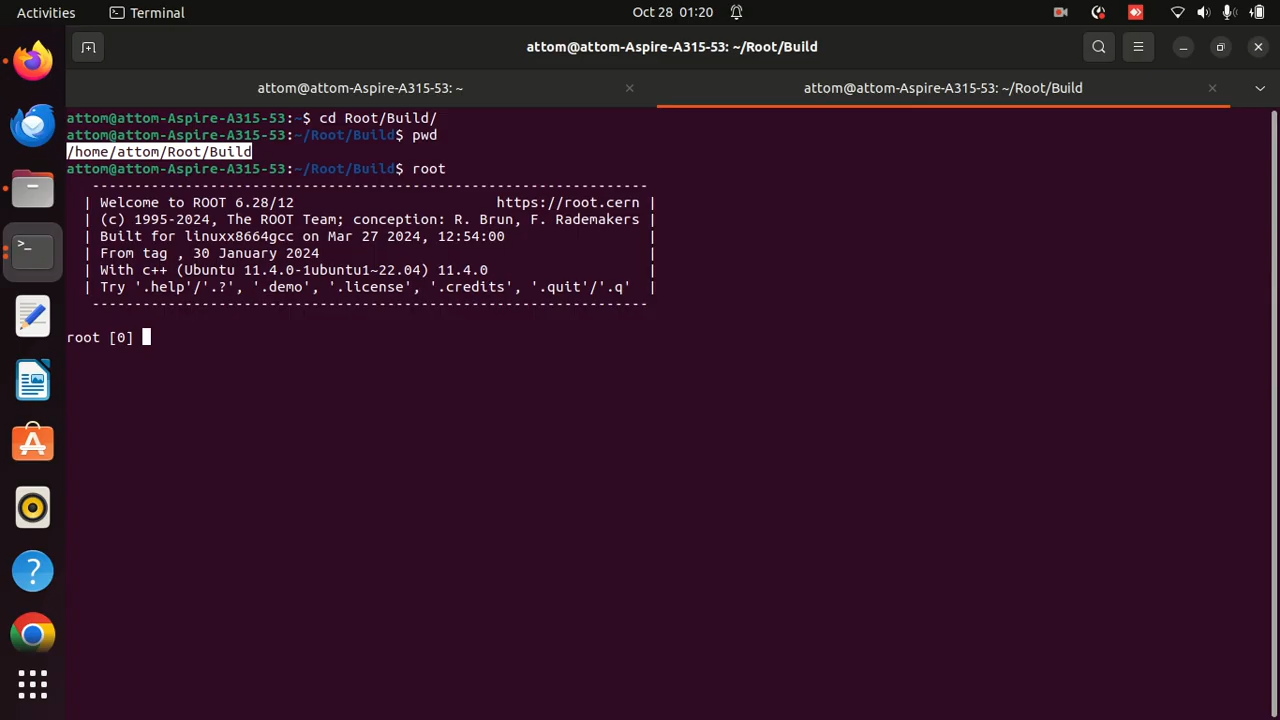 Activities Terminal Oct 28 01:20
attom@attom-Aspire-A315-53: ~/Root/Build
attom@attom-Aspire-A315-53: ~ attom@attom-Aspire-A315-53: ~/Root/Build
attom@attom-Aspire-A315-53:~$ cd Root/Build/
attom@attom-Aspire-A315-53:~/Root/Build$ pwd
/home/attom/Root/Build
attom@attom-Aspire-A315-53:~/Root/Build$ root
------------------------------------------------------------------
| Welcome to ROOT 6.28/12 https://root.cern |
| (c) 1995-2024, The ROOT Team; conception: R. Brun, F. Rademakers |
| Built for linuxx8664gcc on Mar 27 2024, 12:54:00 |
| From tag , 30 January 2024 |
| With c++ (Ubuntu 11.4.0-1ubuntu1~22.04) 11.4.0 |
| Try '.help'/'.?', '.demo', '.license', '.credits', '.quit'/'.q' |
------------------------------------------------------------------
root [0]